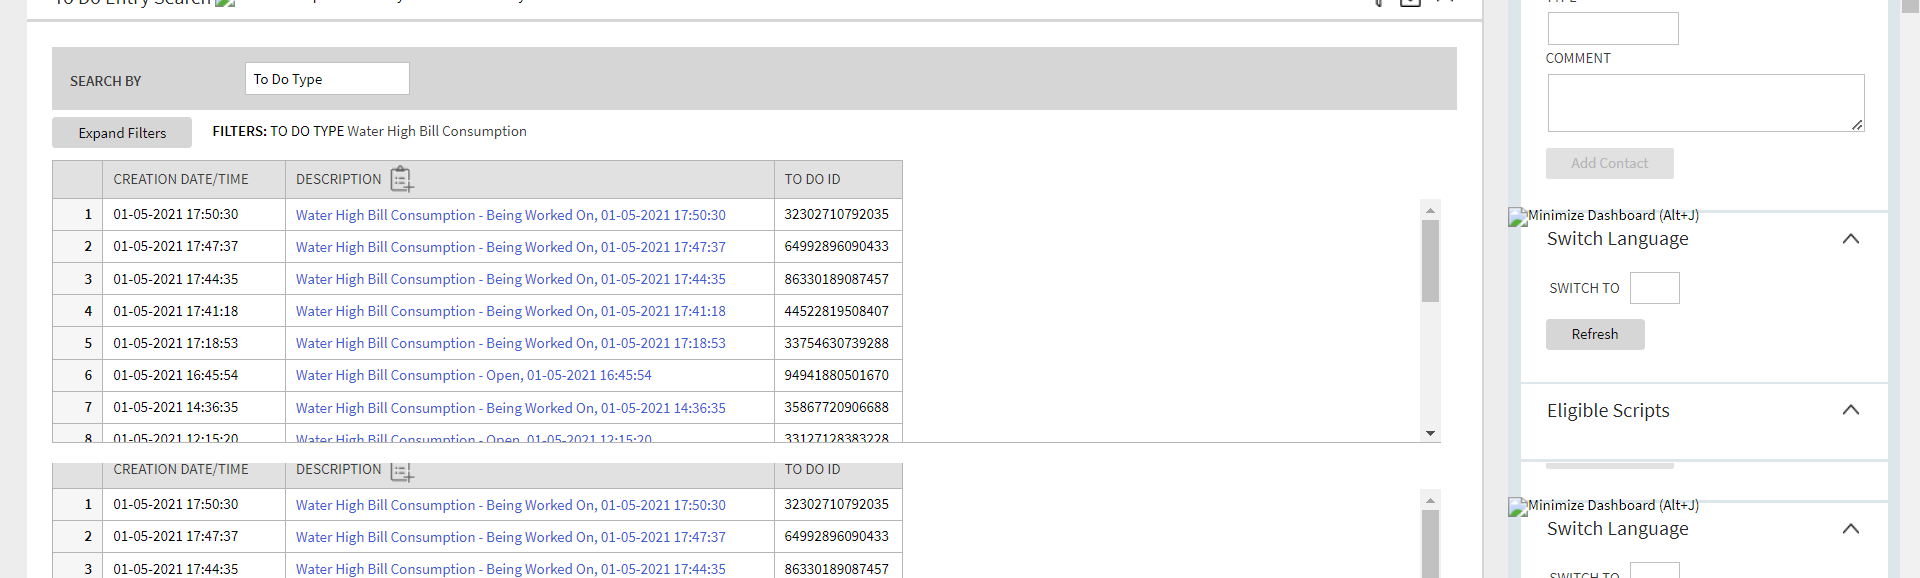 To Do Entry Search
SEARCH BY To Do Type
Expand Filters FILTERS: TO DO TYPE Water High Bill Consumption
CREATION DATE/TIME DESCRIPTION TO DO ID
1 01-05-2021 17:50:30 Water High Bill Consumption - Being Worked On, 01-05-2021 17:50:30 32302710792035
2 01-05-2021 17:47:37 Water High Bill Consumption - Being Worked On, 01-05-2021 17:47:37 64992896090433
3 01-05-2021 17:44:35 Water High Bill Consumption - Being Worked On, 01-05-2021 17:44:35 86330189087457
4 01-05-2021 17:41:18 Water High Bill Consumption - Being Worked On, 01-05-2021 17:41:18 44522819508407
5 01-05-2021 17:18:53 Water High Bill Consumption - Being Worked On, 01-05-2021 17:18:53 33754630739288
6 01-05-2021 16:45:54 Water High Bill Consumption - Open, 01-05-2021 16:45:54 94941880501670
7 01-05-2021 14:36:35 Water High Bill Consumption - Being Worked On, 01-05-2021 14:36:35 35867720906688
8 01-05-2021 12:15:20 Water High Bill Consumption - Open, 01-05-2021 12:15:20 33127128383228
CREATION DATE/TIME DESCRIPTION TO DO ID
1 01-05-2021 17:50:30 Water High Bill Consumption - Being Worked On, 01-05-2021 17:50:30 32302710792035
2 01-05-2021 17:47:37 Water High Bill Consumption - Being Worked On, 01-05-2021 17:47:37 64992896090433
3 01-05-2021 17:44:35 Water High Bill Consumption - Being Worked On, 01-05-2021 17:44:35 86330189087457
COMMENT
Add Contact
Minimize Dashboard (Alt+J)
Switch Language
SWITCH TO
Refresh
Eligible Scripts
Minimize Dashboard (Alt+J)
Switch Language
SWITCH TO